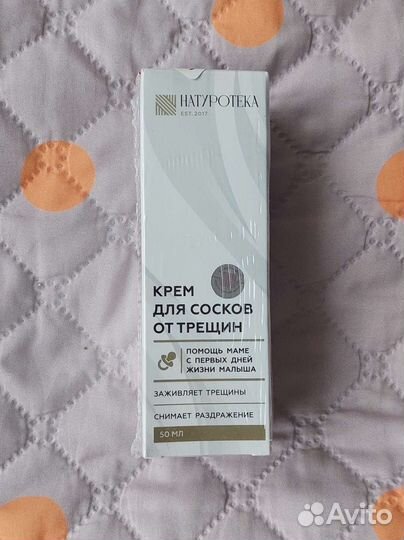 НАТУРОТЕКА
EST. 2017
КРЕМ
ДЛЯ СОСКОВ
ОТ ТРЕЩИН
ПОМОЩЬ МАМЕ
С ПЕРВЫХ ДНЕЙ
ЖИЗНИ МАЛЫША
ЗАЖИВЛЯЕТ ТРЕЩИНЫ
СНИМАЕТ РАЗДРАЖЕНИЕ
50 МЛ
Avito